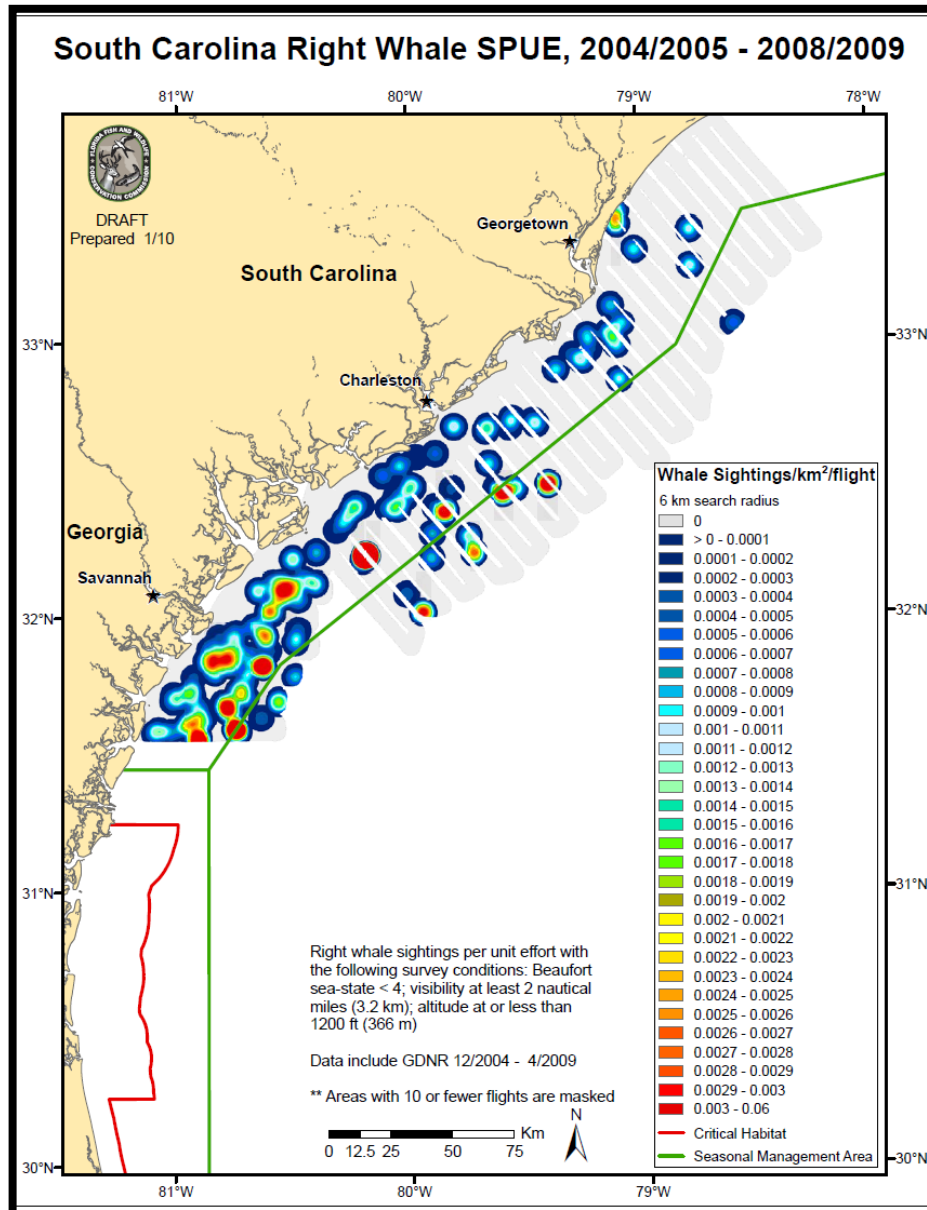 South Carolina Right Whale SPUE, 2004/2005 - 2008/2009
81°W
80°W
79°W
78°W
FLORIDA FISH AND WILDLIFE
CONSERVATION COMMISSION
DRAFT
Prepared 1/10
Georgetown
South Carolina
33°N
33°N
Charleston
Georgia
Savannah
32°N
32°N
31°N
31°N
30°N
30°N
Whale Sightings/km²/flight
6 km search radius
0
> 0 - 0.0001
0.0001 - 0.0002
0.0002 - 0.0003
0.0003 - 0.0004
0.0004 - 0.0005
0.0005 - 0.0006
0.0006 - 0.0007
0.0007 - 0.0008
0.0008 - 0.0009
0.0009 - 0.001
0.001 - 0.0011
0.0011 - 0.0012
0.0012 - 0.0013
0.0013 - 0.0014
0.0014 - 0.0015
0.0015 - 0.0016
0.0016 - 0.0017
0.0017 - 0.0018
0.0018 - 0.0019
0.0019 - 0.002
0.002 - 0.0021
0.0021 - 0.0022
0.0022 - 0.0023
0.0023 - 0.0024
0.0024 - 0.0025
0.0025 - 0.0026
0.0026 - 0.0027
0.0027 - 0.0028
0.0028 - 0.0029
0.0029 - 0.003
0.003 - 0.06
Critical Habitat
Seasonal Management Area
Right whale sightings per unit effort with
the following survey conditions: Beaufort
sea-state < 4; visibility at least 2 nautical
miles (3.2 km); altitude at or less than
1200 ft (366 m)
Data include GDNR 12/2004 - 4/2009
** Areas with 10 or fewer flights are masked
N
Km
0 12.5 25 50 75
81°W
80°W
79°W